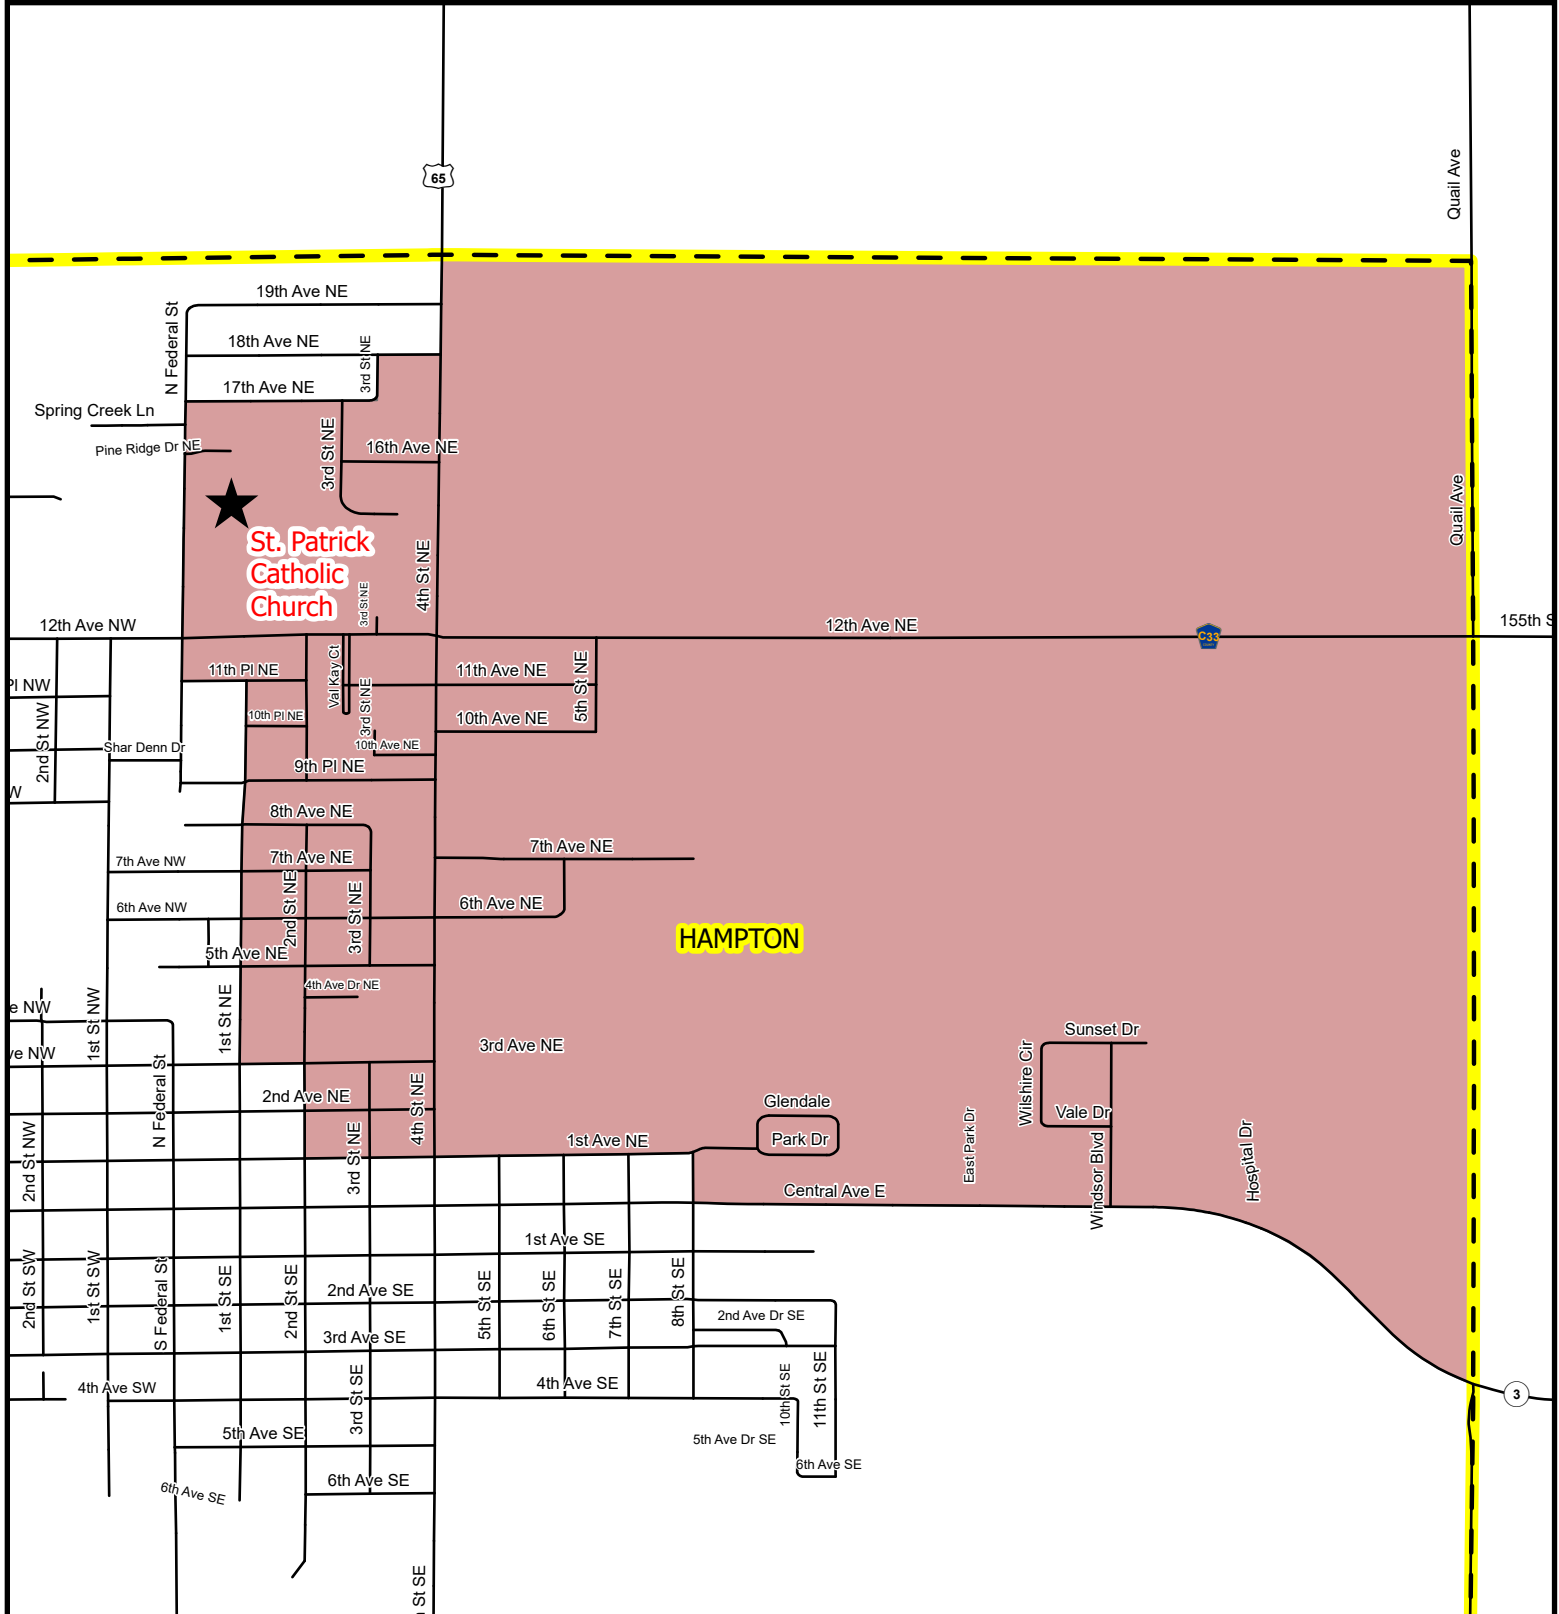 65
Quail Ave
19th Ave NE
N Federal St
18th Ave NE
3rd St NE
17th Ave NE
Spring Creek Ln
Pine Ridge Dr NE
3rd St NE
16th Ave NE
Quail Ave
St. Patrick
Catholic
Church
4th St NE
3rd St NE
12th Ave NW
12th Ave NE
C33
155th S
11th Pl NE
Val Kay Ct
11th Ave NE
5th St NE
Pl NW
2nd St NW
3rd St NE
10th Pl NE
10th Ave NE
Shar Denn Dr
10th Ave NE
9th Pl NE
W
8th Ave NE
7th Ave NE
7th Ave NW
7th Ave NE
2nd St NE
3rd St NE
6th Ave NW
6th Ave NE
HAMPTON
5th Ave NE
4th Ave Dr NE
e NW
1st St NW
1st St NE
3rd Ave NE
Sunset Dr
ve NW
N Federal St
Wilshire Cir
2nd Ave NE
4th St NE
Glendale
Park Dr
Vale Dr
1st Ave NE
2nd St NW
3rd St NE
East Park Dr
Windsor Blvd
Hospital Dr
Central Ave E
1st Ave SE
2nd St SW
1st St SW
S Federal St
1st St SE
2nd St SE
2nd Ave SE
5th St SE
6th St SE
7th St SE
8th St SE
2nd Ave Dr SE
3rd Ave SE
4th Ave SW
3rd St SE
4th Ave SE
10th St SE
11th St SE
3
5th Ave SE
5th Ave Dr SE
6th Ave SE
6th Ave SE
6th Ave SE
St SE